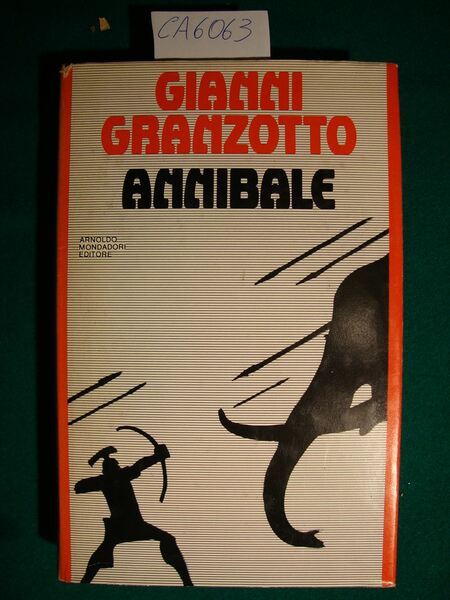 CA6063
GIANNI
GRANZOTTO
ANNIBALE
ARNOLDO
MONDADORI
EDITORE